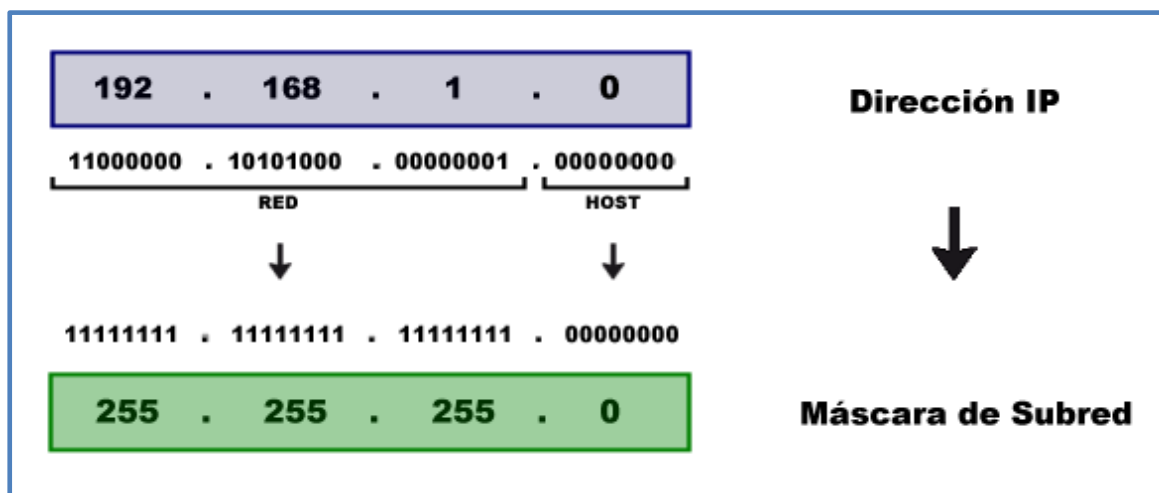 192 . 168 . 1 . 0
Dirección IP
11000000 . 10101000 . 00000001 . 00000000
RED HOST
11111111 . 11111111 . 11111111 . 00000000
255 . 255 . 255 . 0
Máscara de Subred